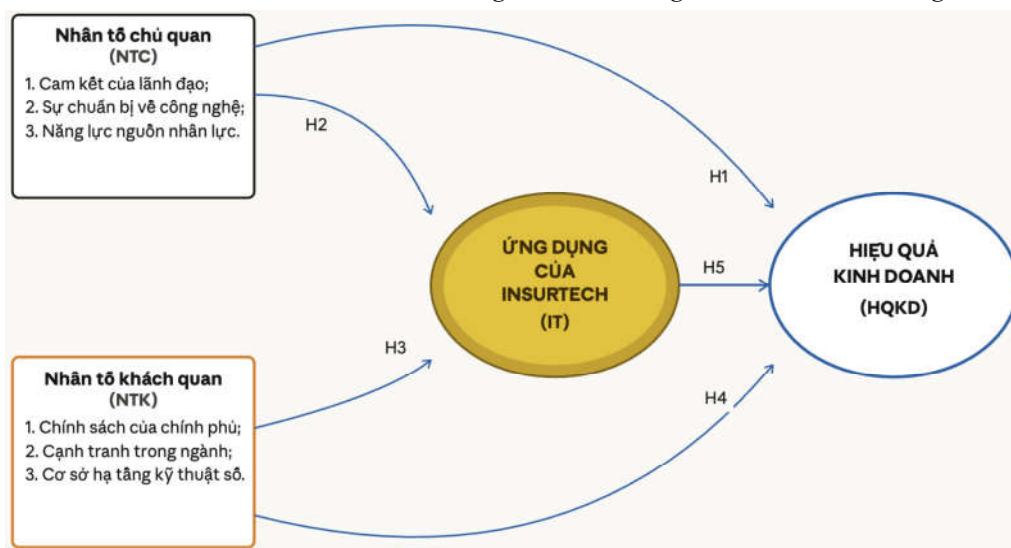 Nhân tố chủ quan
(NTC)
1. Cam kết của lãnh đạo;
2. Sự chuẩn bị về công nghệ;
3. Năng lực nguồn nhân lực.
H2
H1
ỨNG DỤNG
CỦA
INSURTECH
(IT)
H5
HIỆU QUẢ
KINH DOANH
(HQKD)
H3
Nhân tố khách quan
(NTK)
1. Chính sách của chính phủ;
2. Cạnh tranh trong ngành;
3. Cơ sở hạ tầng kỹ thuật số.
H4